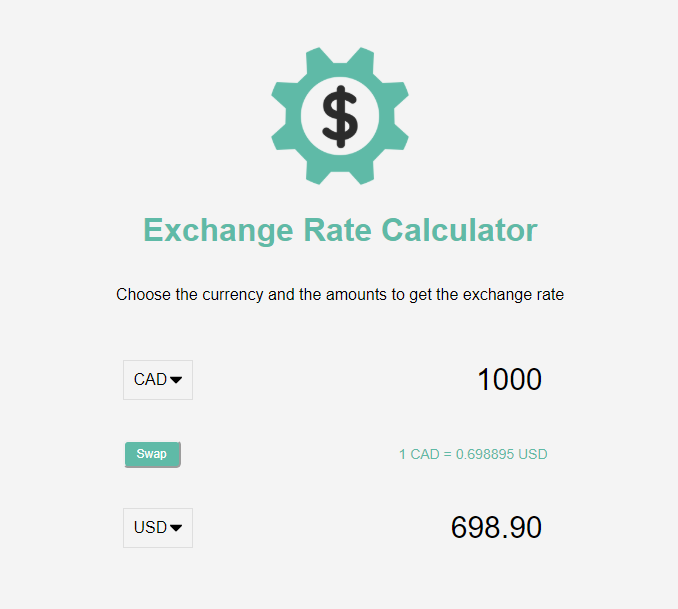 $
Exchange Rate Calculator
Choose the currency and the amounts to get the exchange rate
CAD 1000
Swap 1 CAD = 0.698895 USD
USD 698.90